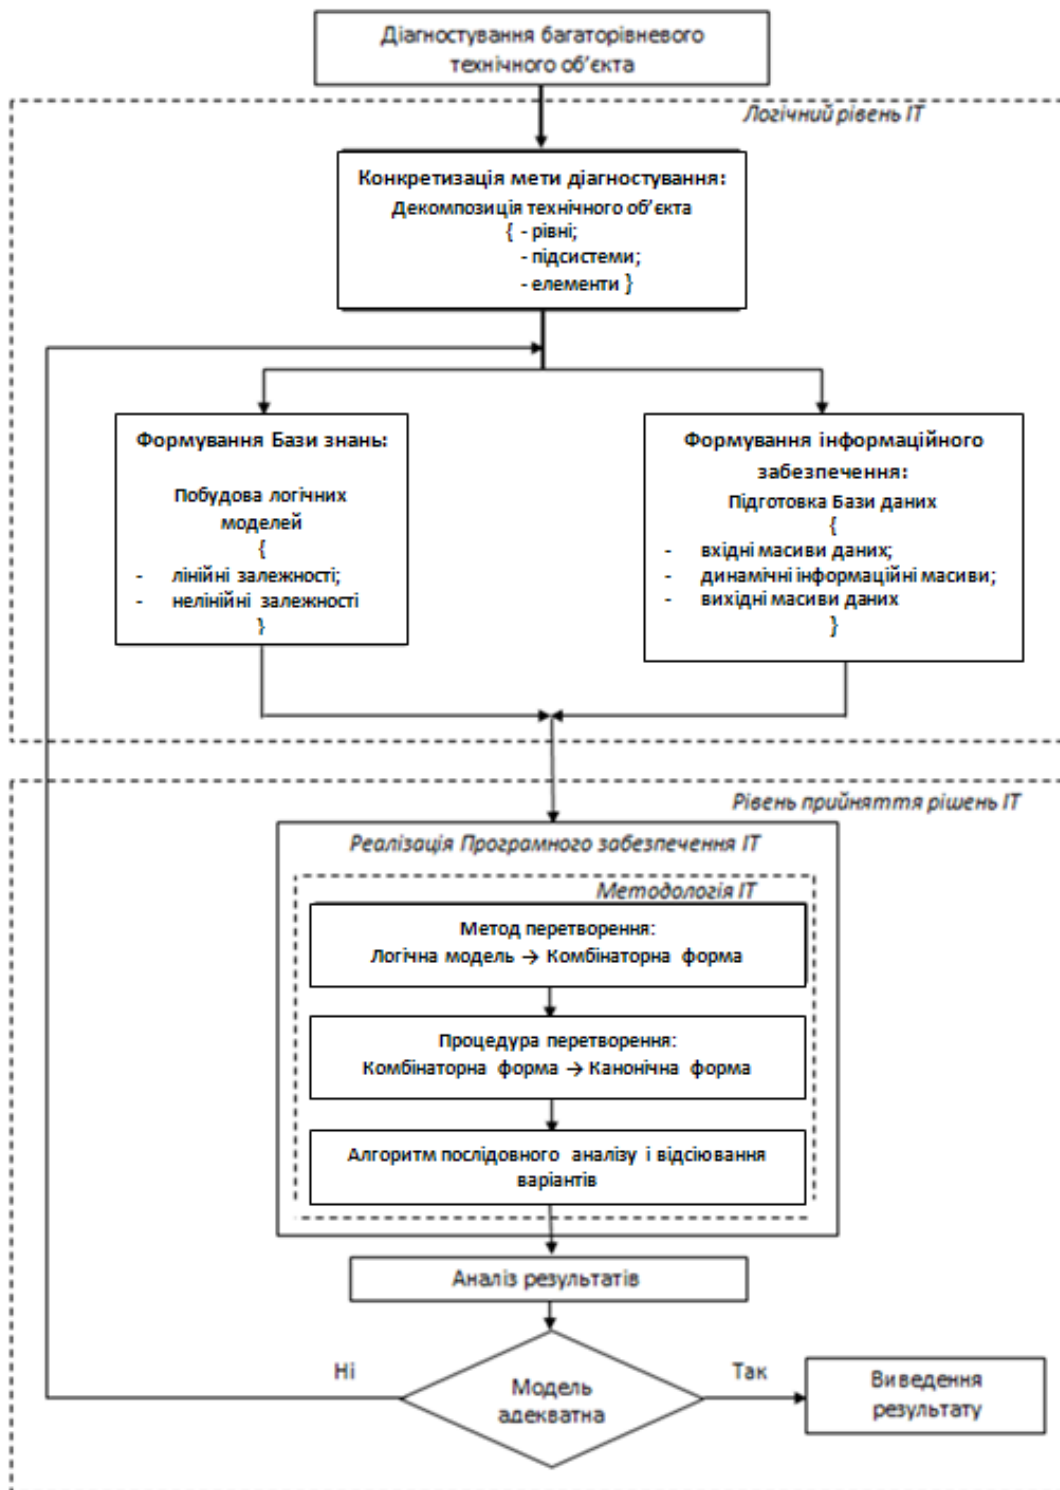 Діагностування багаторівневого
технічного об’єкта
Логічний рівень ІТ
Конкретизація мети діагностування:
Декомпозиція технічного об’єкта
{ - рівні;
- підсистеми;
- елементи }
Формування Бази знань:
Побудова логічних
моделей
{
- лінійні залежності;
- нелінійні залежності
}
Формування інформаційного
забезпечення:
Підготовка Бази даних
{
- вхідні масиви даних;
- динамічні інформаційні масиви;
- вихідні масиви даних
}
Рівень прийняття рішень ІТ
Реалізація Програмного забезпечення ІТ
Методологія ІТ
Метод перетворення:
Логічна модель → Комбінаторна форма
Процедура перетворення:
Комбінаторна форма → Канонічна форма
Алгоритм послідовного аналізу і відсіювання
варіантів
Аналіз результатів
Ні
Модель
адекватна
Так
Виведення
результату